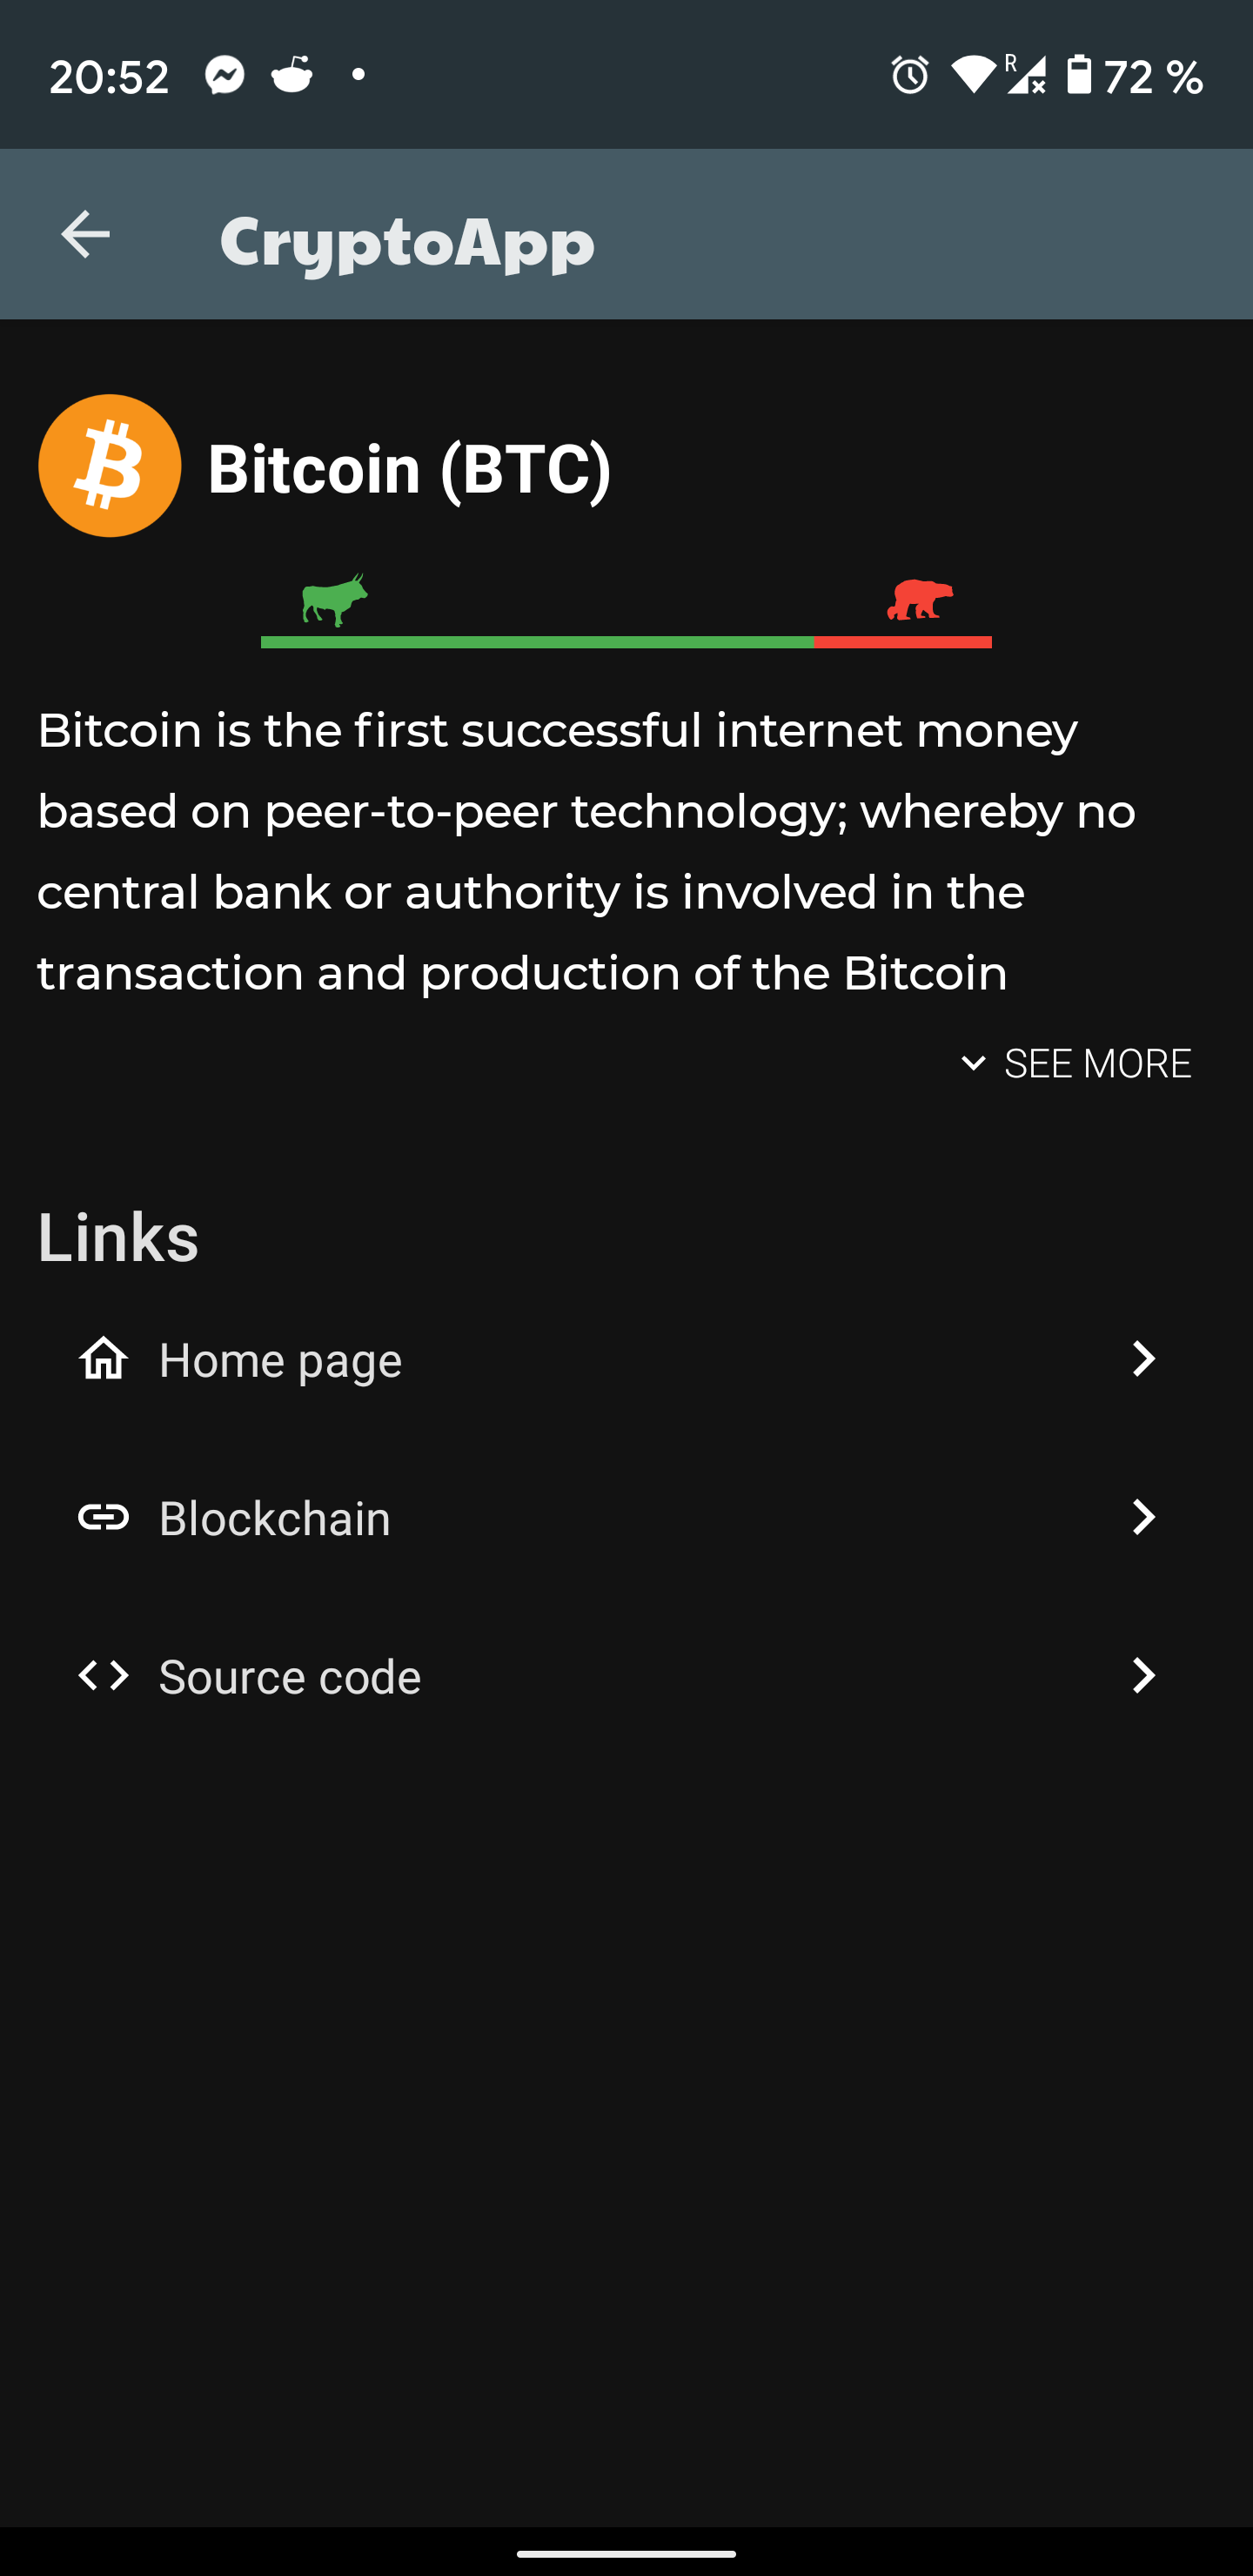 20:52
R
72 %
CryptoApp
Bitcoin (BTC)
Bitcoin is the first successful internet money
based on peer-to-peer technology; whereby no
central bank or authority is involved in the
transaction and production of the Bitcoin
SEE MORE
Links
Home page
Blockchain
Source code